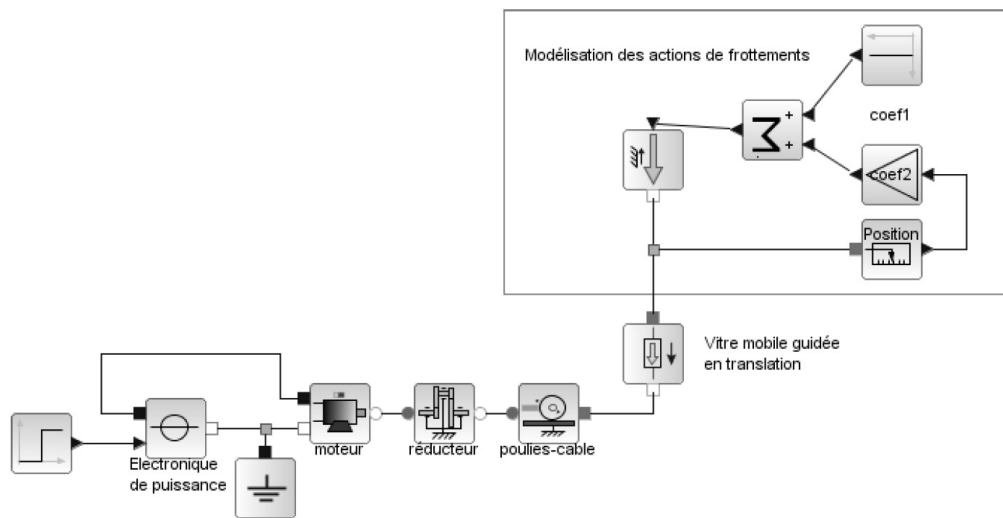 Modélisation des actions de frottements
coef1
coef2
Position
Vitre mobile guidée
en translation
moteur
réducteur
poulies-cable
Electronique
de puissance